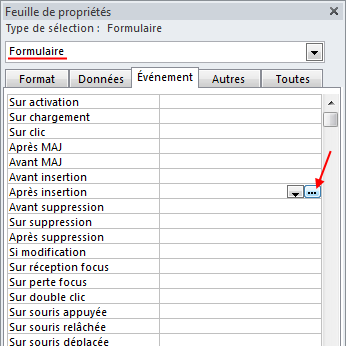 Feuille de propriétés
Type de sélection : Formulaire
Formulaire
Format Données Événement Autres Toutes
Sur activation
Sur chargement
Sur clic
Après MAJ
Avant MAJ
Avant insertion
Après insertion
Avant suppression
Sur suppression
Après suppression
Si modification
Sur réception focus
Sur perte focus
Sur double clic
Sur souris appuyée
Sur souris relâchée
Sur souris déplacée